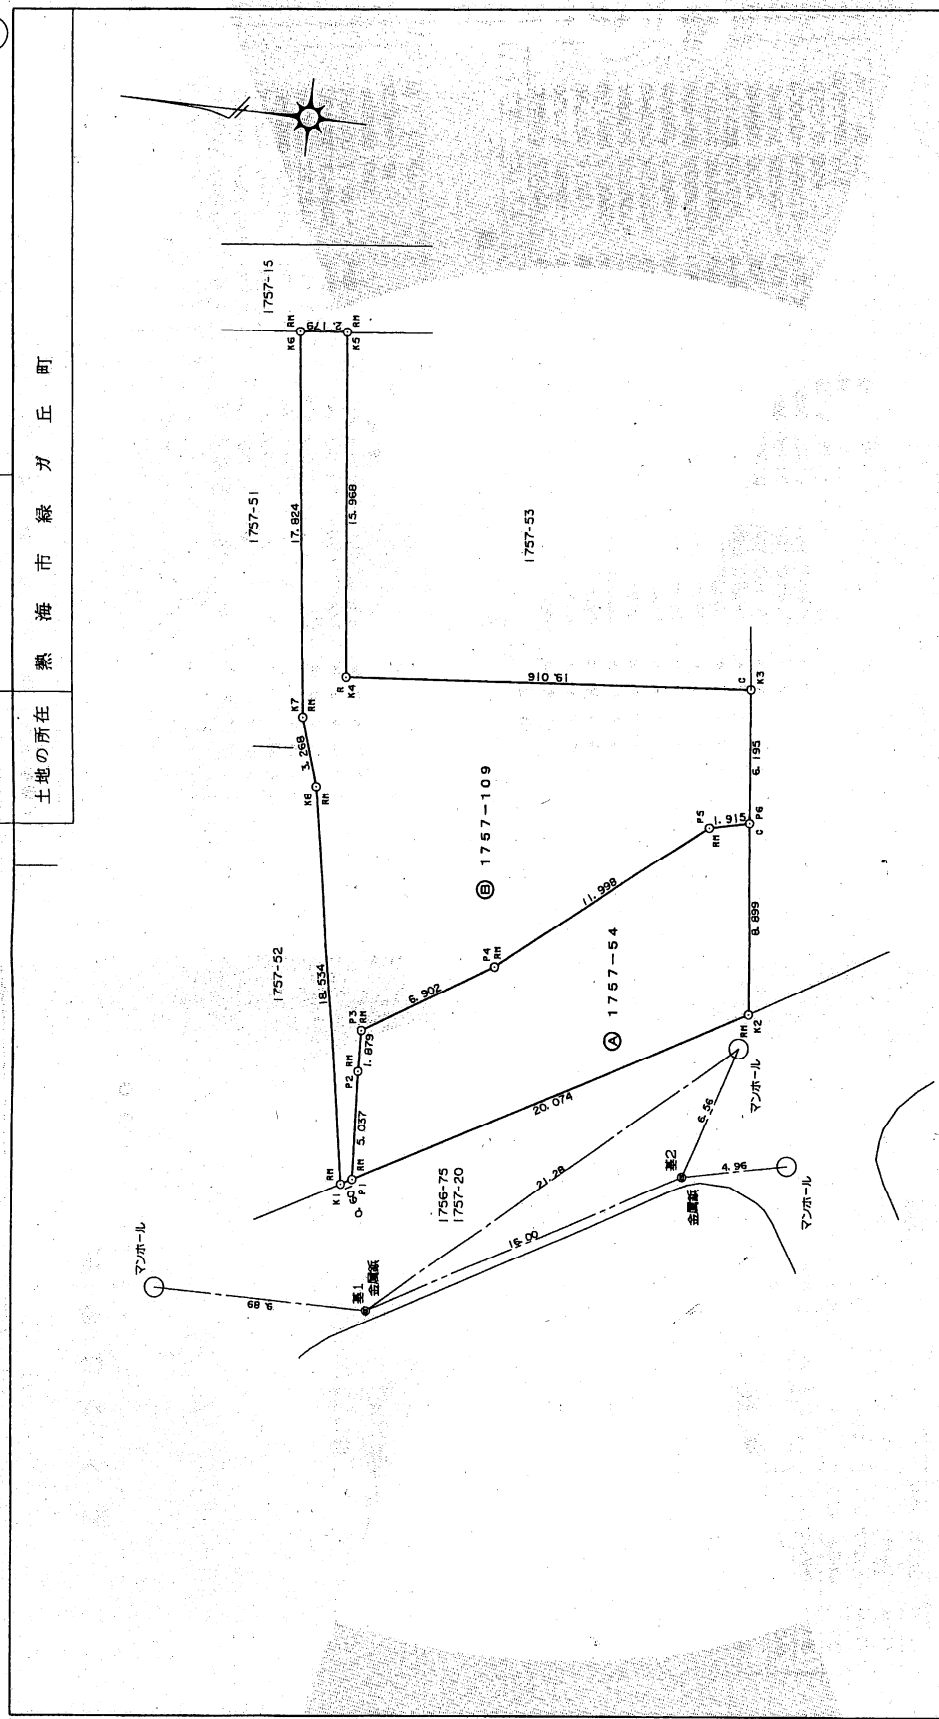 土地の所在
熱海市緑ガ丘町
1757-15
K6
RM
2.179
RM
K5
1757-51
17.824
15.968
1757-53
K7
RM
3.268
K8
RM
R
K4
19.016
C
K3
6.195
Ⓑ 1757-109
P5
RM
1.915
P6
C
11.998
8.899
1757-52
18.534
P4
RM
6.902
P3
RM
1.879
P2
RM
5.037
Ⓐ 1757-54
20.074
RM
K2
マンホール
K1
RM
0.60
P1
RM
1756-75
1757-20
21.28
6.56
基2
金属鋲
4.96
マンホール
15.00
マンホール
9.89
基1
金属鋲